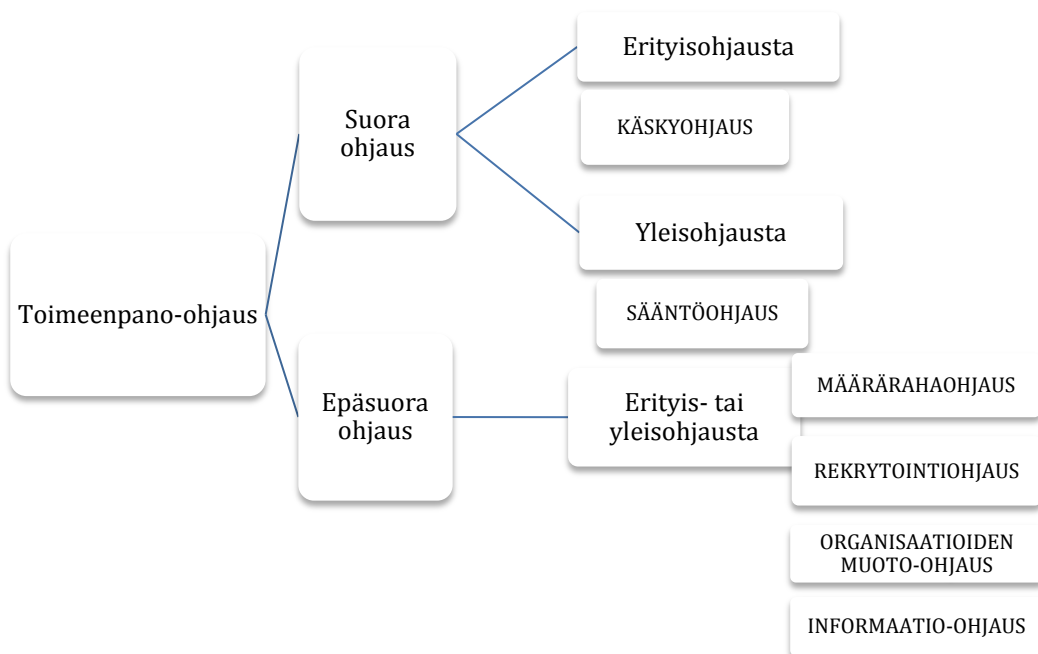 Erityisohjausta
Suora
ohjaus
KÄSKYOHJAUS
Yleisohjausta
Toimeenpano-ohjaus
SÄÄNTÖOHJAUS
Epäsuora
ohjaus
Erityis- tai
yleisohjausta
MÄÄRÄRAHAOHJAUS
REKRYTOINTIOHJAUS
ORGANISAATIOIDEN
MUOTO-OHJAUS
INFORMAATIO-OHJAUS